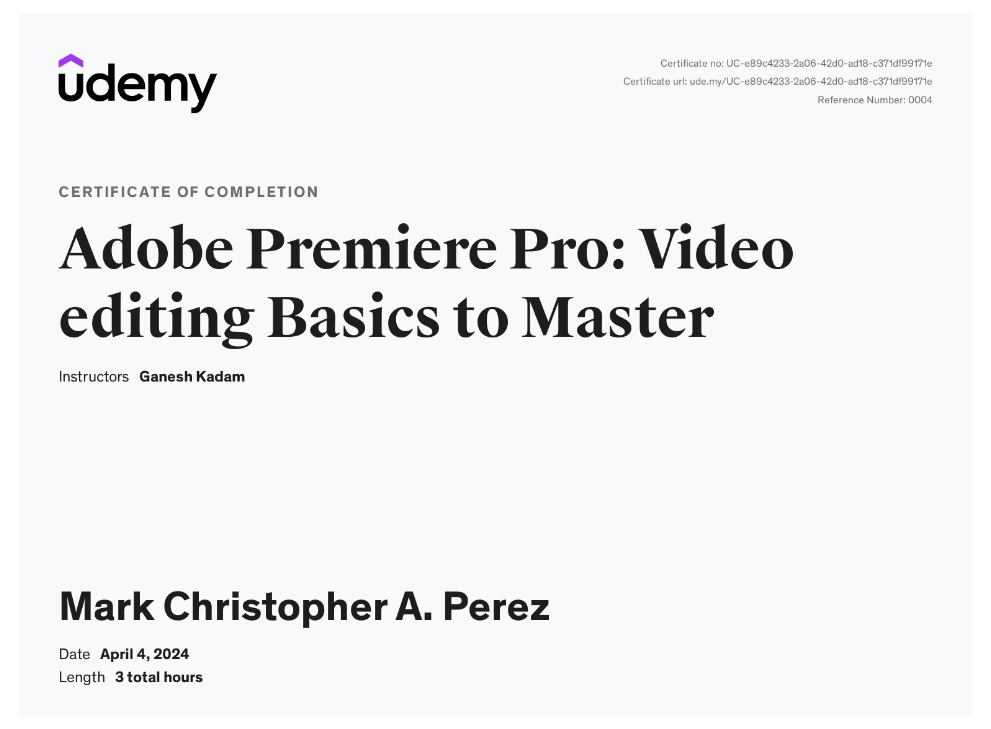 udemy
Certificate no: UC-e89c4233-2a06-42d0-ad18-c371df99171e
Certificate url: ude.my/UC-e89c4233-2a06-42d0-ad18-c371df99171e
Reference Number: 0004
CERTIFICATE OF COMPLETION
Adobe Premiere Pro: Video
editing Basics to Master
Instructors Ganesh Kadam
Mark Christopher A. Perez
Date April 4, 2024
Length 3 total hours